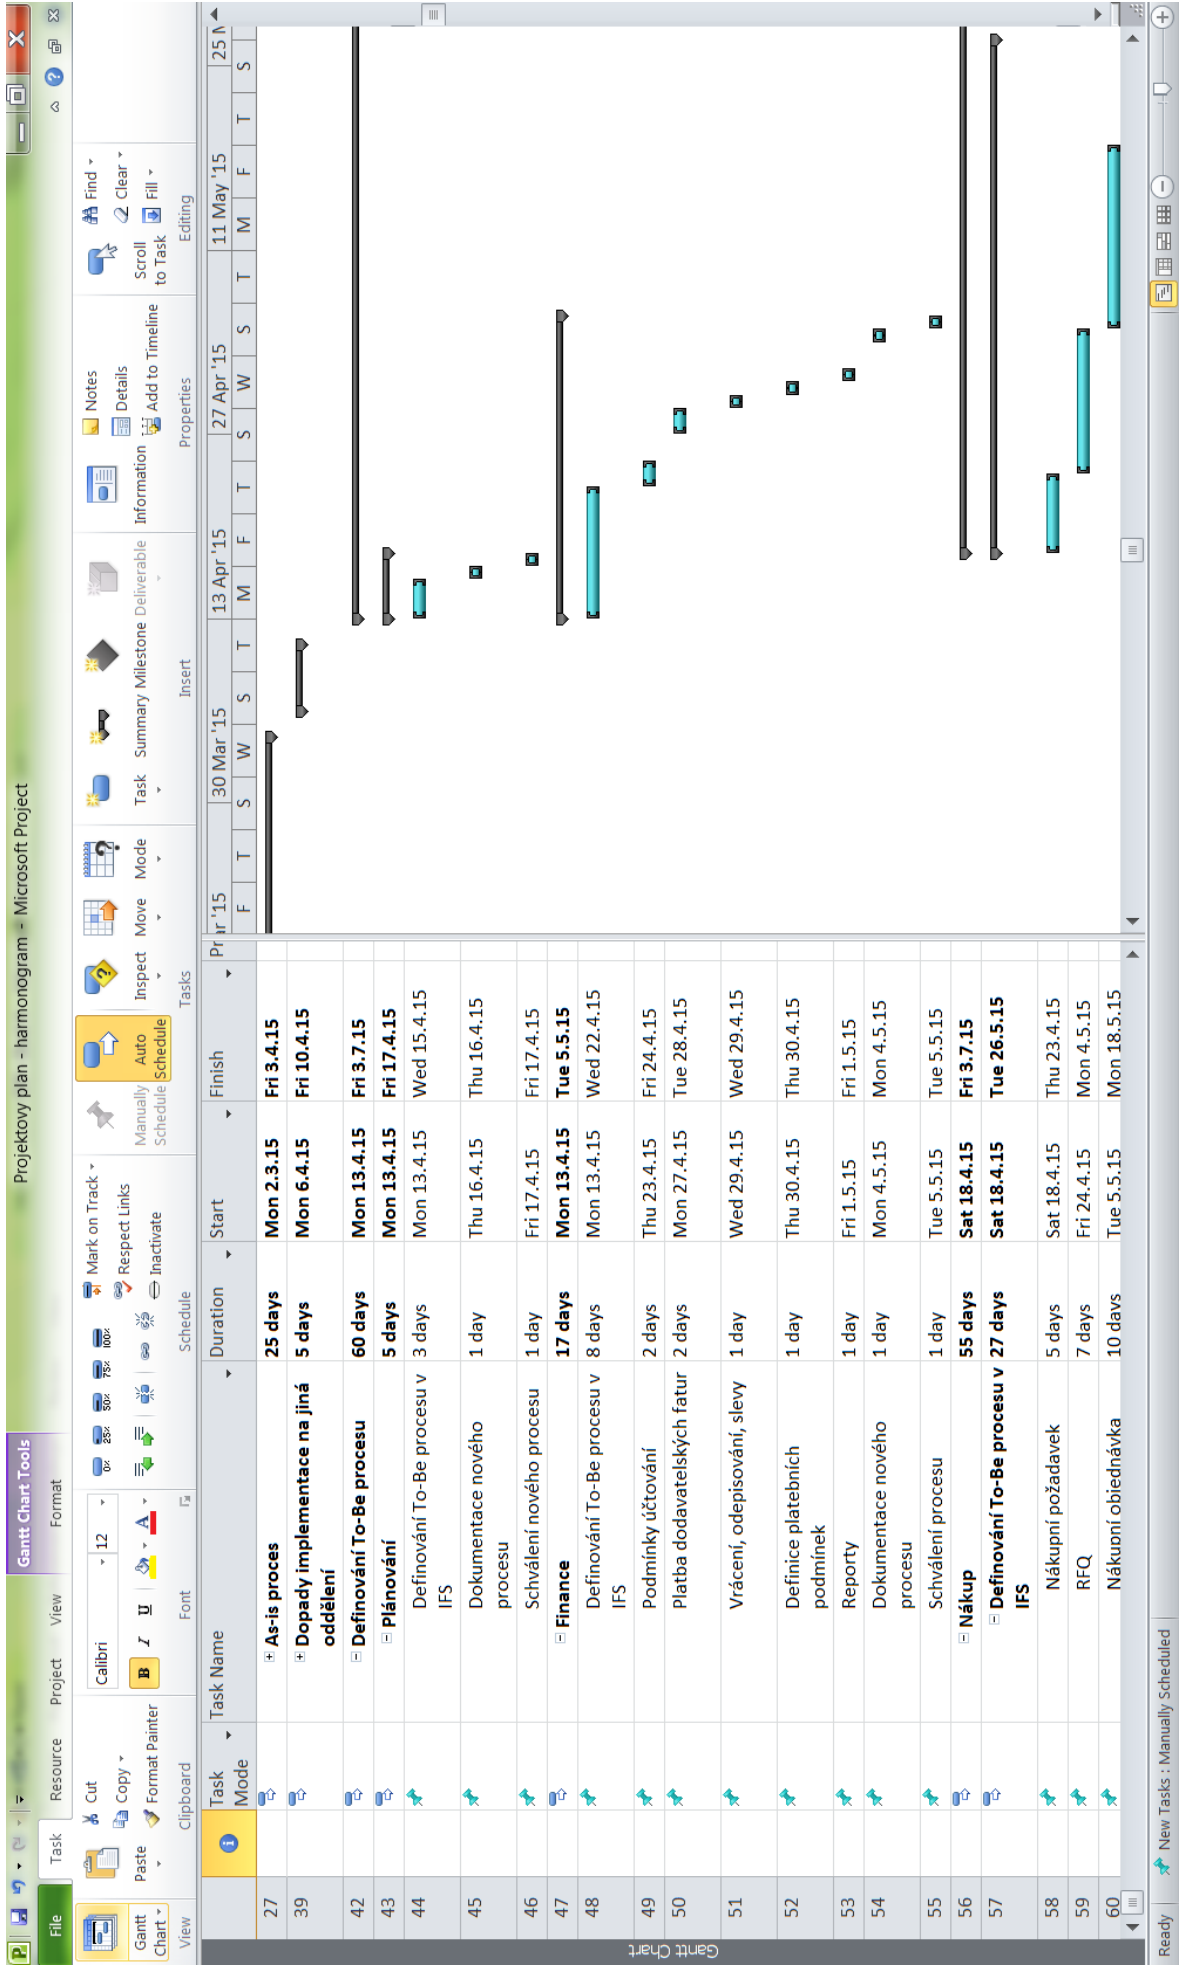 Projektovy plan - harmonogram - Microsoft Project
Gantt Chart Tools
File Task Resource Project View Format
Gantt Chart
View
Paste
Cut
Copy
Format Painter
Clipboard
Calibri 12
B I U A
Font
0% 25% 50% 75% 100%
Mark on Track
Respect Links
Inactivate
Schedule
Manually Schedule
Auto Schedule
Inspect Move Mode
Tasks
Task Summary Milestone Deliverable
Insert
Information
Notes
Details
Add to Timeline
Properties
Scroll to Task
Find
Clear
Fill
Editing
Task Mode Task Name Duration Start Finish Pr
ar '15 30 Mar '15 13 Apr '15 27 Apr '15 11 May '15 25 M
F T S W S T M F T S W S T M F T S
27 As-is proces 25 days Mon 2.3.15 Fri 3.4.15
39 Dopady implementace na jiná 5 days Mon 6.4.15 Fri 10.4.15
oddělení
42 Definování To-Be procesu 60 days Mon 13.4.15 Fri 3.7.15
43 Plánování 5 days Mon 13.4.15 Fri 17.4.15
44 Definování To-Be procesu v 3 days Mon 13.4.15 Wed 15.4.15
IFS
45 Dokumentace nového 1 day Thu 16.4.15 Thu 16.4.15
procesu
46 Schválení nového procesu 1 day Fri 17.4.15 Fri 17.4.15
47 Finance 17 days Mon 13.4.15 Tue 5.5.15
48 Definování To-Be procesu v 8 days Mon 13.4.15 Wed 22.4.15
IFS
49 Podmínky účtování 2 days Thu 23.4.15 Fri 24.4.15
50 Platba dodavatelských fatur 2 days Mon 27.4.15 Tue 28.4.15
51 Vrácení, odepisování, slevy 1 day Wed 29.4.15 Wed 29.4.15
52 Definice platebních 1 day Thu 30.4.15 Thu 30.4.15
podmínek
53 Reporty 1 day Fri 1.5.15 Fri 1.5.15
54 Dokumentace nového 1 day Mon 4.5.15 Mon 4.5.15
procesu
55 Schválení procesu 1 day Tue 5.5.15 Tue 5.5.15
56 Nákup 55 days Sat 18.4.15 Fri 3.7.15
57 Definování To-Be procesu v 27 days Sat 18.4.15 Tue 26.5.15
IFS
58 Nákupní požadavek 5 days Sat 18.4.15 Thu 23.4.15
59 RFQ 7 days Fri 24.4.15 Mon 4.5.15
60 Nákupní objednávka 10 days Tue 5.5.15 Mon 18.5.15
Gantt Chart
Ready New Tasks : Manually Scheduled